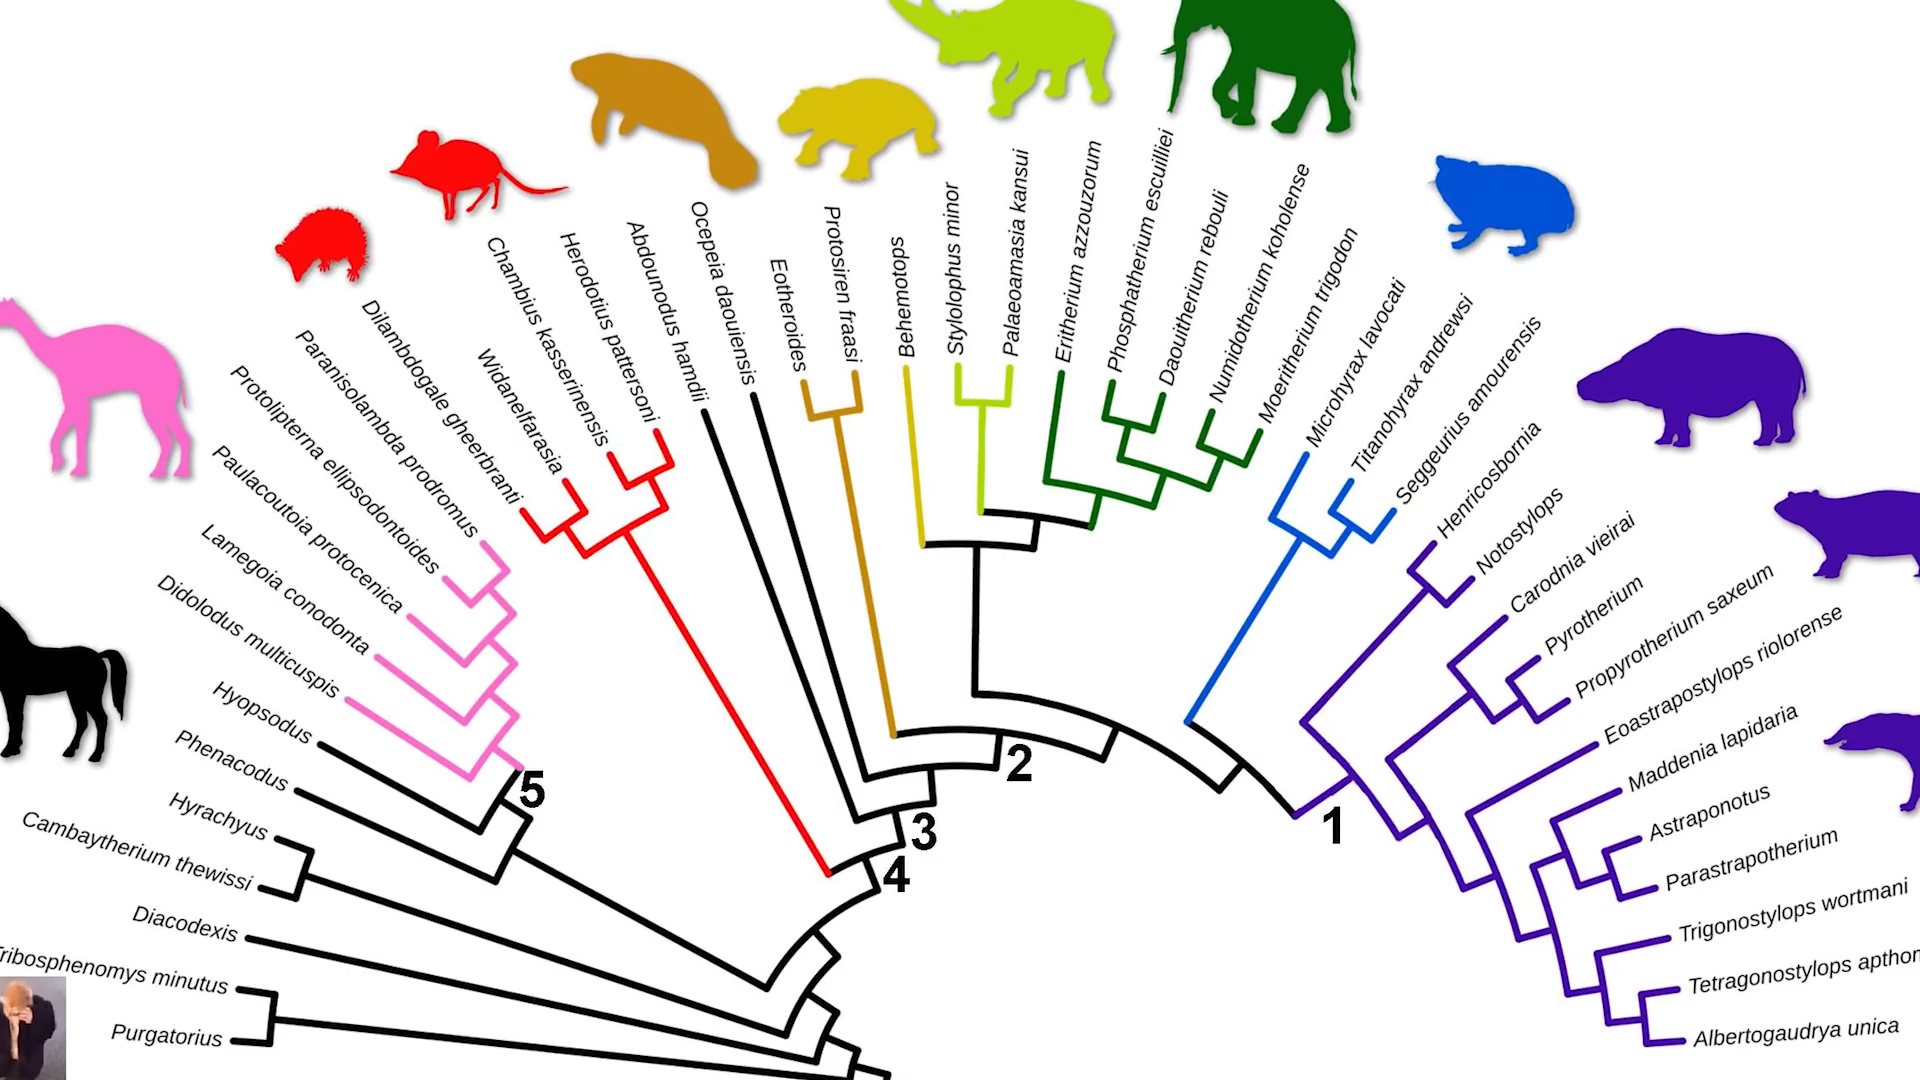 Purgatorius
Tribosphenomys minutus
Diacodexis
Cambaytherium thewissi
Hyrachyus
Phenacodus
Hyopsodus
Didolodus multicuspis
Lamegoia conodonta
Paulacoutoia protocenica
Protolipterna ellipsodontoides
Paranisolambda prodromus
Dilambdogale gheerbranti
Widanelfarasia
Chambius kasserinensis
Herodotius pattersoni
Abdounodus hamdii
Ocepeia daouiensis
Eotheroides
Protosiren fraasi
Behemotops
Stylolophus minor
Palaeoamasia kansui
Eritherium azzouzorum
Phosphatherium escuilliei
Daouitherium rebouli
Numidotherium koholense
Moeritherium trigodon
Microhyrax lavocati
Titanohyrax andrewsi
Seggeurius amourensis
Henricosbornia
Notostylops
Carodnia vieirai
Pyrotherium
Propyrotherium saxeum
Eoastrapostylops riolorense
Maddenia lapidaria
Astraponotus
Parastrapotherium
Trigonostylops wortmani
Tetragonostylops apthon
Albertogaudrya unica
5
2
3
4
1